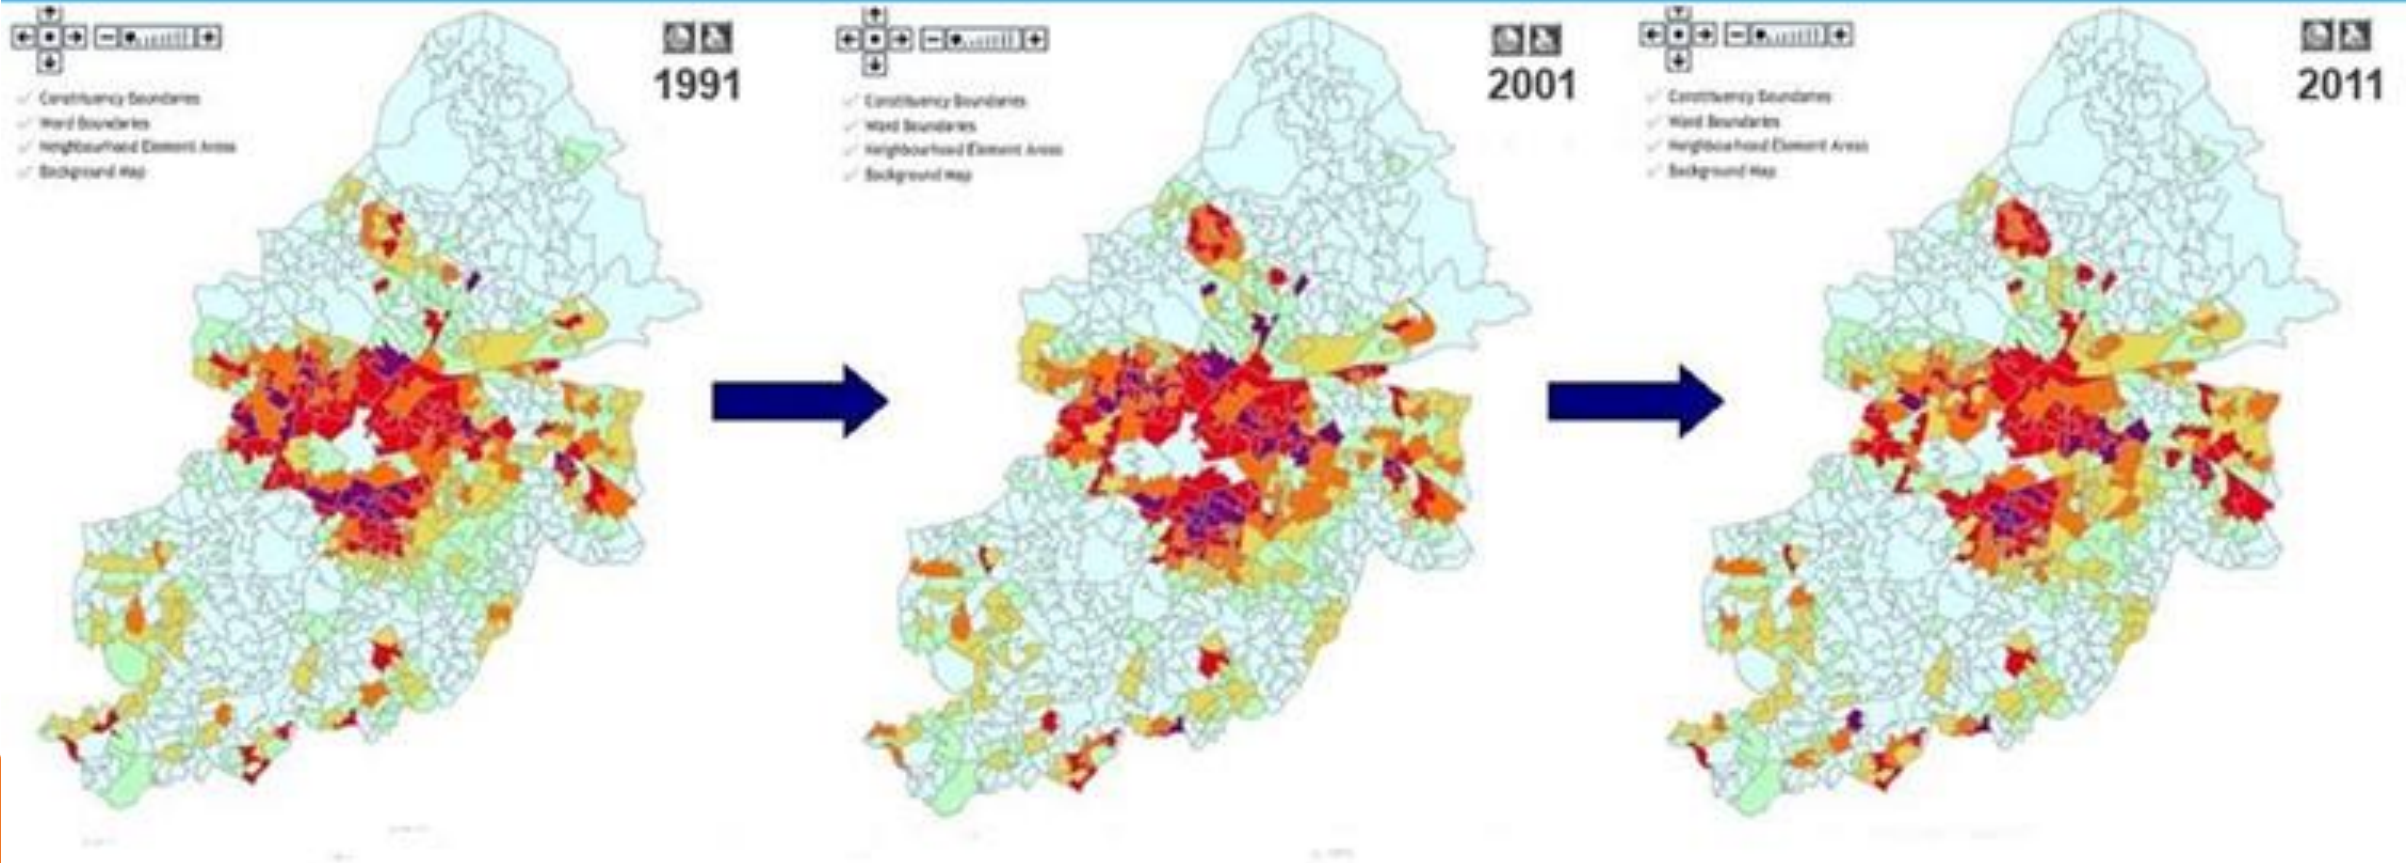 1991
Constituency Boundaries
Ward Boundaries
Neighbourhood Element Areas
Background Map
2001
Constituency Boundaries
Ward Boundaries
Neighbourhood Element Areas
Background Map
2011
Constituency Boundaries
Ward Boundaries
Neighbourhood Element Areas
Background Map